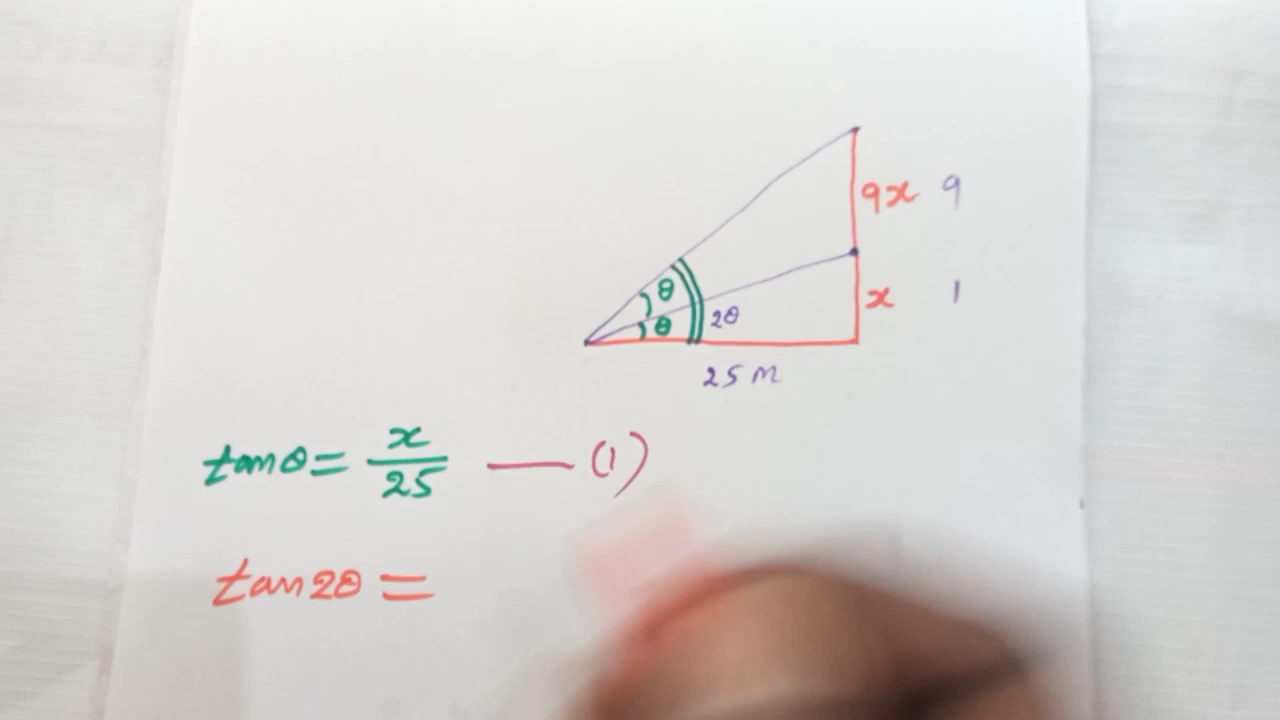 9x 9
θ
θ 2θ
x 1
25 m
tanθ = x/25 — (1)
tan2θ =